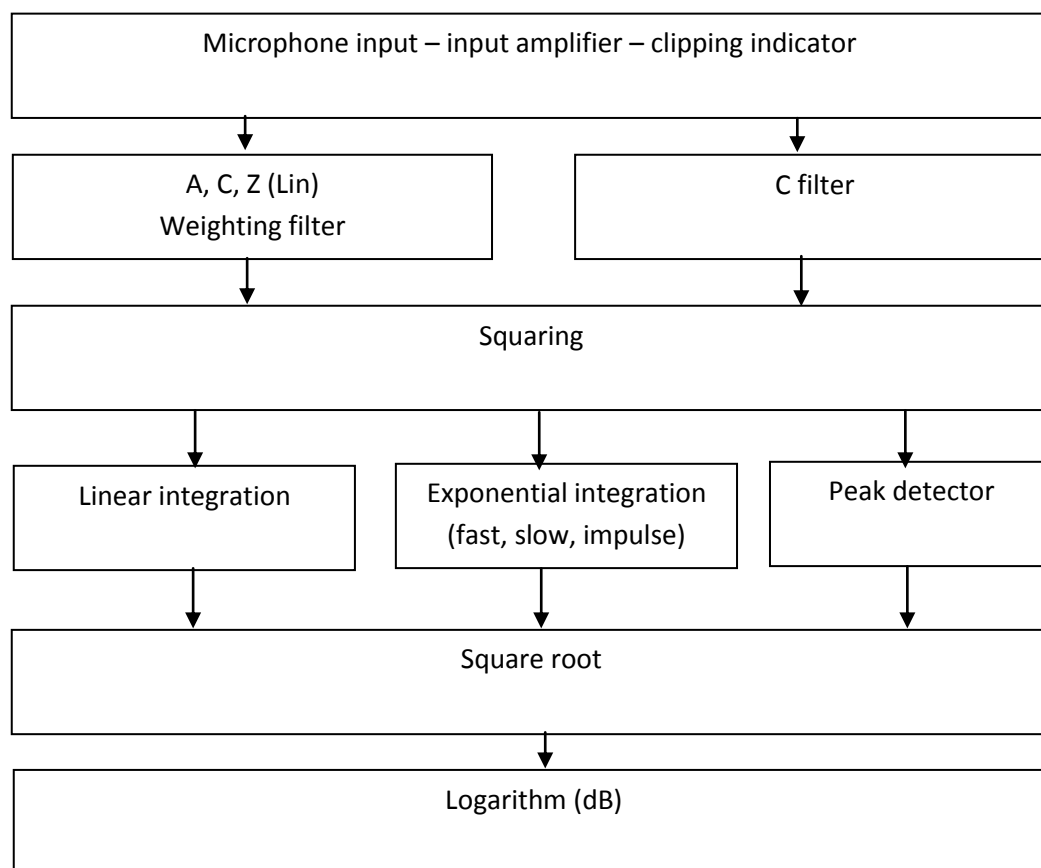 Microphone input – input amplifier – clipping indicator
A, C, Z (Lin)
Weighting filter
C filter
Squaring
Linear integration
Exponential integration
(fast, slow, impulse)
Peak detector
Square root
Logarithm (dB)